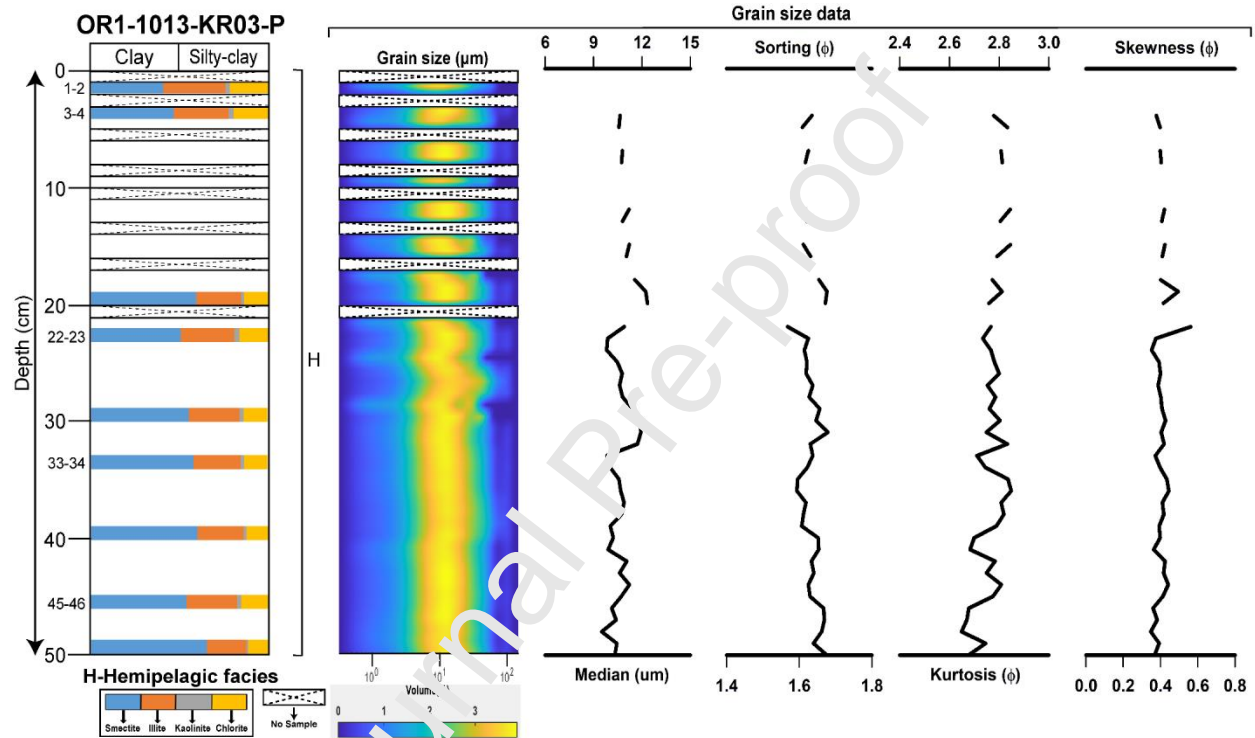 OR1-1013-KR03-P
Grain size data
Clay
Silty-clay
Grain size (µm)
6 9 12 15
Sorting (ϕ)
2.4 2.6 2.8 3.0
Skewness (ϕ)
0
1-2
3-4
10
20
22-23
30
33-34
40
45-46
50
Depth (cm)
H
Journal Pre-proof
10⁰ 10¹ 10²
Median (um)
1.4 1.6 1.8
Kurtosis (ϕ)
0.0 0.2 0.4 0.6 0.8
H-Hemipelagic facies
Smectite Illite Kaolinite Chlorite
No Sample
0 1 2 3